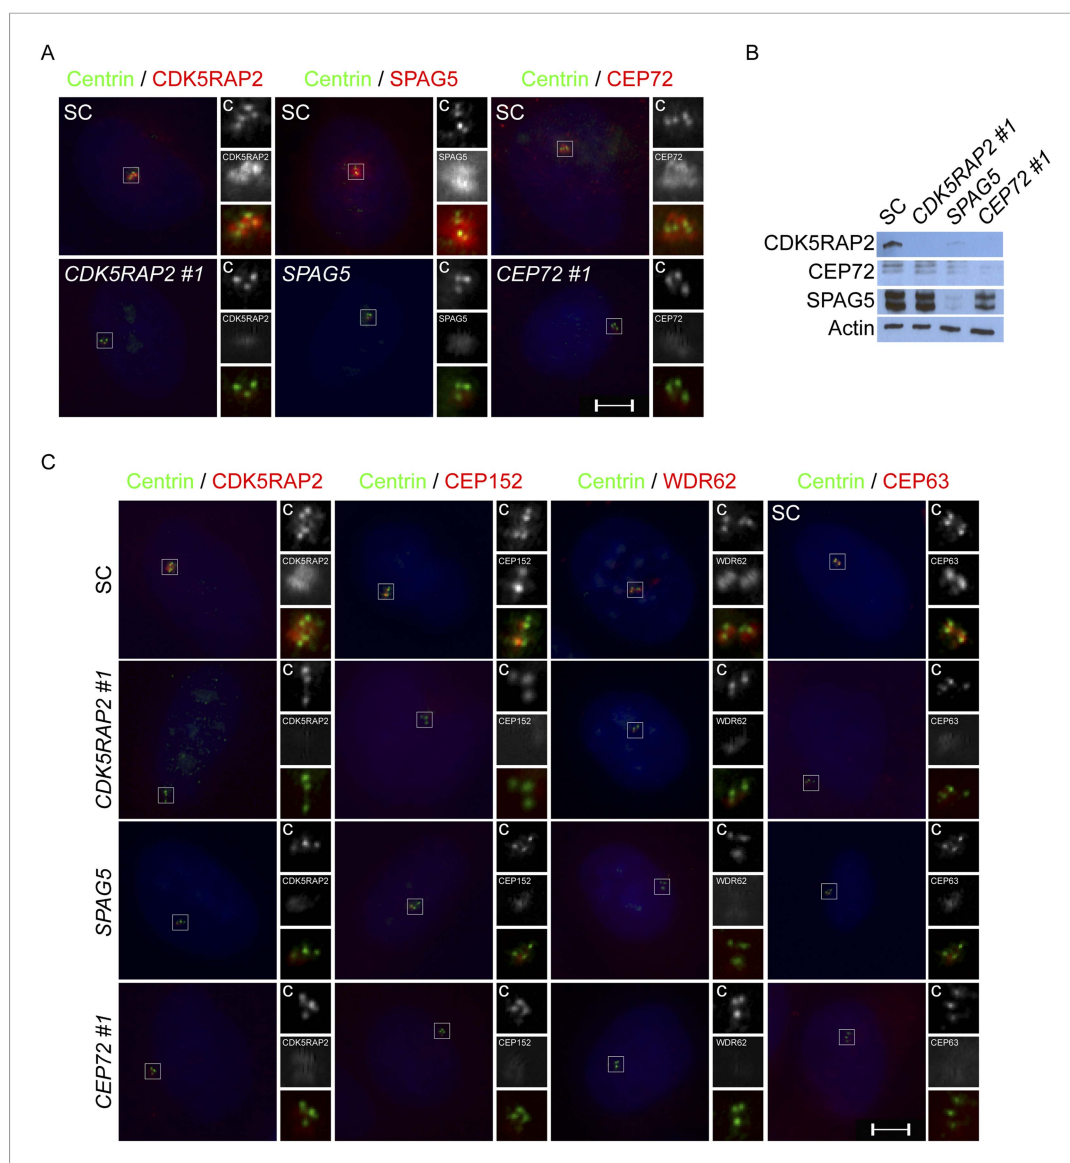 A
Centrin / CDK5RAP2
Centrin / SPAG5
Centrin / CEP72
SC
C
CDK5RAP2
SC
C
SPAG5
SC
C
CEP72
CDK5RAP2 #1
C
CDK5RAP2
SPAG5
C
SPAG5
CEP72 #1
C
CEP72
B
SC
CDK5RAP2 #1
SPAG5
CEP72 #1
CDK5RAP2
CEP72
SPAG5
Actin
C
Centrin / CDK5RAP2
Centrin / CEP152
Centrin / WDR62
Centrin / CEP63
SC
C
CDK5RAP2
C
CEP152
C
WDR62
SC
C
CEP63
CDK5RAP2 #1
C
CDK5RAP2
C
CEP152
C
WDR62
C
CEP63
SPAG5
C
CDK5RAP2
C
CEP152
C
WDR62
C
CEP63
CEP72 #1
C
CDK5RAP2
C
CEP152
C
WDR62
C
CEP63